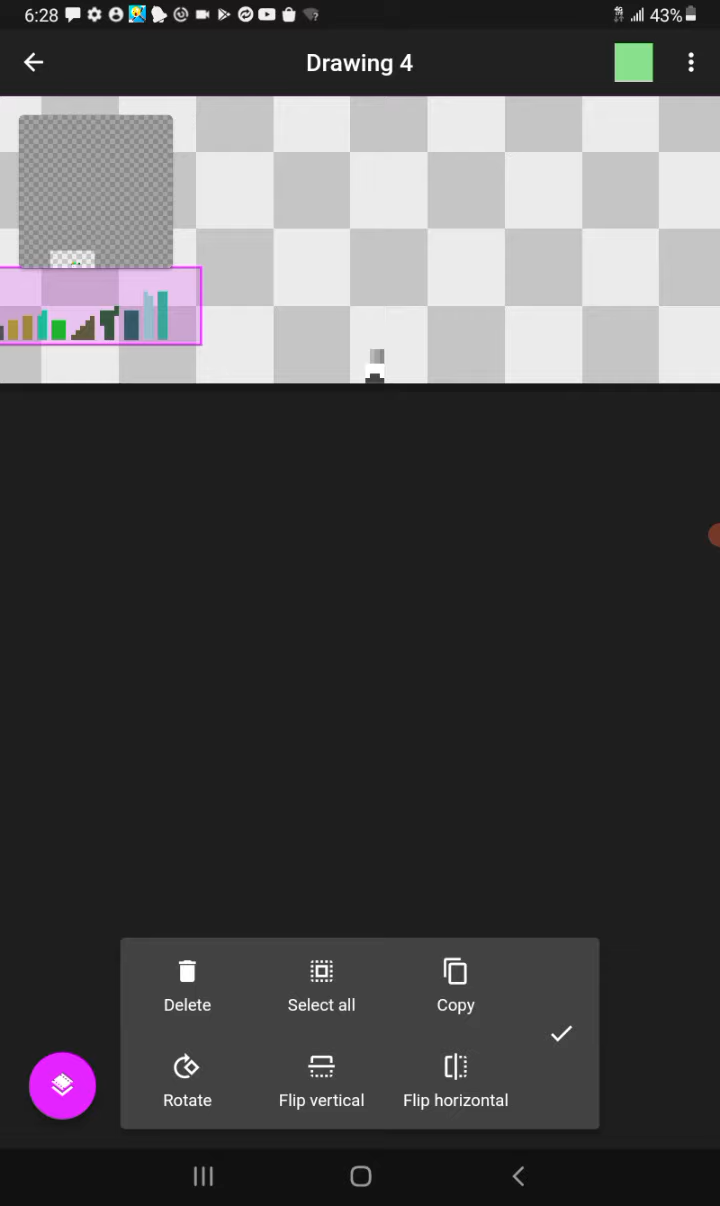 6:28
43%
Drawing 4
Delete
Select all
Copy
Rotate
Flip vertical
Flip horizontal